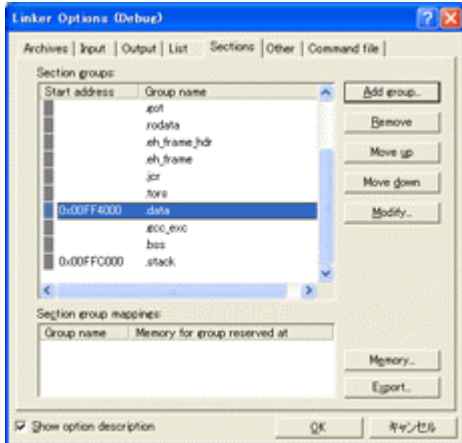 Linker Options (Debug)
Archives Input Output List Sections Other Command file
Section groups:
Start address Group name
.got
.rodata
.eh_frame_hdr
.eh_frame
.jcr
.tors
0x00FF4000 .data
.gcc_exc
.bss
0x00FFC000 .stack
Add group...
Remove
Move up
Move down
Modify...
Section group mappings:
Group name Memory for group reserved at
Memory...
Export...
Show option description
OK キャンセル